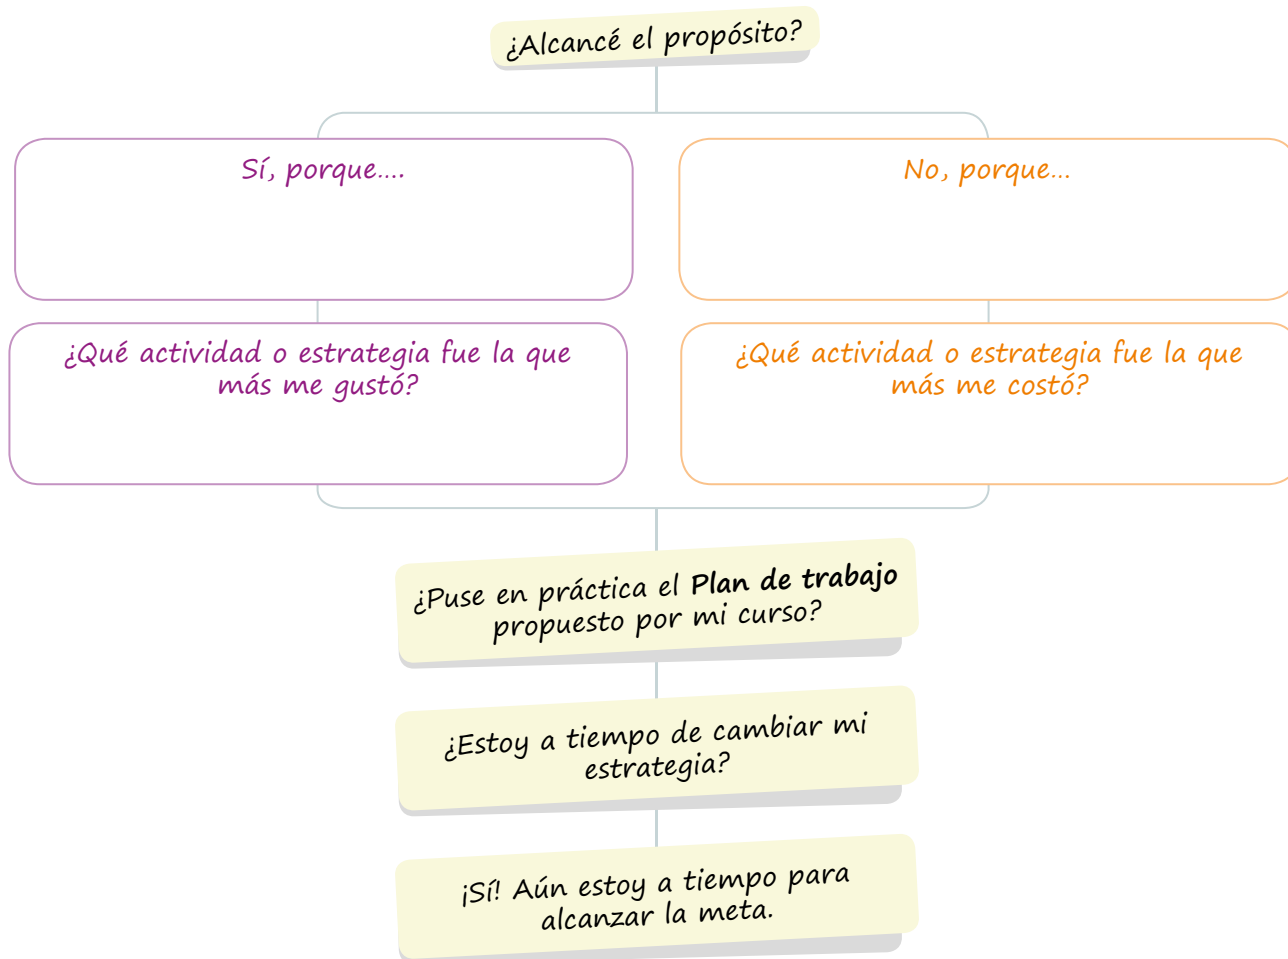 ¿Alcancé el propósito?
Sí, porque....
No, porque...
¿Qué actividad o estrategia fue la que
más me gustó?
¿Qué actividad o estrategia fue la que
más me costó?
¿Puse en práctica el Plan de trabajo
propuesto por mi curso?
¿Estoy a tiempo de cambiar mi
estrategia?
¡Sí! Aún estoy a tiempo para
alcanzar la meta.